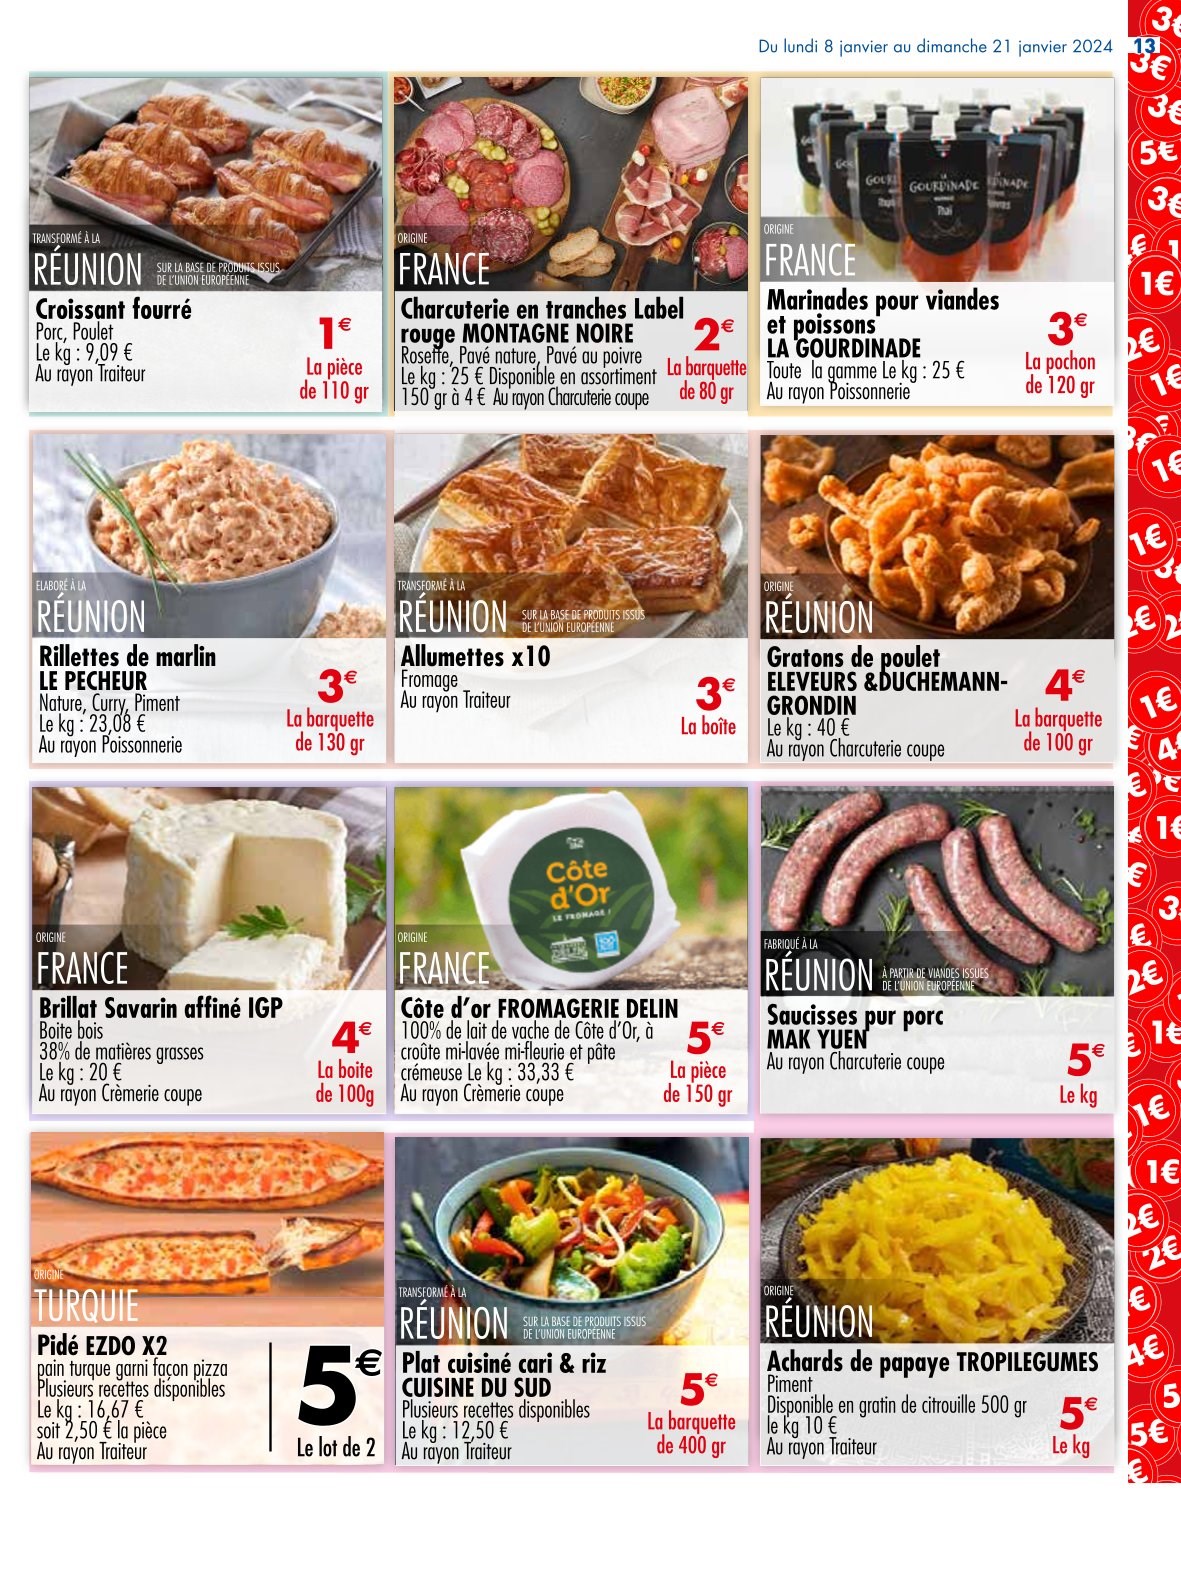 Du lundi 8 janvier au dimanche 21 janvier 2024
13
TRANSFORMÉ À LA
RÉUNION
SUR LA BASE DE PRODUITS ISSUS
DE L'UNION EUROPÉENNE
Croissant fourré
Porc, Poulet
Le kg : 9,09 €
Au rayon Traiteur
1€
La pièce
de 110 gr
ORIGINE
FRANCE
Charcuterie en tranches Label
rouge MONTAGNE NOIRE
Rosette, Pavé nature, Pavé au poivre
Le kg : 25 € Disponible en assortiment
150 gr à 4 € Au rayon Charcuterie coupe
2€
La barquette
de 80 gr
LA
GOURDINADE
Thaï
ORIGINE
FRANCE
Marinades pour viandes
et poissons
LA GOURDINADE
Toute la gamme Le kg : 25 €
Au rayon Poissonnerie
3€
La pochon
de 120 gr
ELABORÉ À LA
RÉUNION
Rillettes de marlin
LE PECHEUR
Nature, Curry, Piment
Le kg : 23,08 €
Au rayon Poissonnerie
3€
La barquette
de 130 gr
TRANSFORMÉ À LA
RÉUNION
SUR LA BASE DE PRODUITS ISSUS
DE L'UNION EUROPÉENNE
Allumettes x10
Fromage
Au rayon Traiteur
3€
La boîte
ORIGINE
RÉUNION
Gratons de poulet
ELEVEURS &DUCHEMANN-
GRONDIN
Le kg : 40 €
Au rayon Charcuterie coupe
4€
La barquette
de 100 gr
ORIGINE
FRANCE
Brillat Savarin affiné IGP
Boite bois
38% de matières grasses
Le kg : 20 €
Au rayon Crèmerie coupe
4€
La boite
de 100g
Côte
d'Or
LE FROMAGE !
ORIGINE
FRANCE
Côte d'or FROMAGERIE DELIN
100% de lait de vache de Côte d'Or, à
croûte mi-lavée mi-fleurie et pâte
crémeuse Le kg : 33,33 €
Au rayon Crèmerie coupe
5€
La pièce
de 150 gr
FABRIQUÉ À LA
RÉUNION
À PARTIR DE VIANDES ISSUES
DE L'UNION EUROPÉENNE
Saucisses pur porc
MAK YUEN
Au rayon Charcuterie coupe
5€
Le kg
ORIGINE
TURQUIE
Pidé EZDO X2
pain turque garni façon pizza
Plusieurs recettes disponibles
Le kg : 16,67 €
soit 2,50 € la pièce
Au rayon Traiteur
5€
Le lot de 2
TRANSFORMÉ À LA
RÉUNION
SUR LA BASE DE PRODUITS ISSUS
DE L'UNION EUROPÉENNE
Plat cuisiné cari & riz
CUISINE DU SUD
Plusieurs recettes disponibles
Le kg : 12,50 €
Au rayon Traiteur
5€
La barquette
de 400 gr
ORIGINE
RÉUNION
Achards de papaye TROPILEGUMES
Piment
Disponible en gratin de citrouille 500 gr
le kg 10 €
Au rayon Traiteur
5€
Le kg